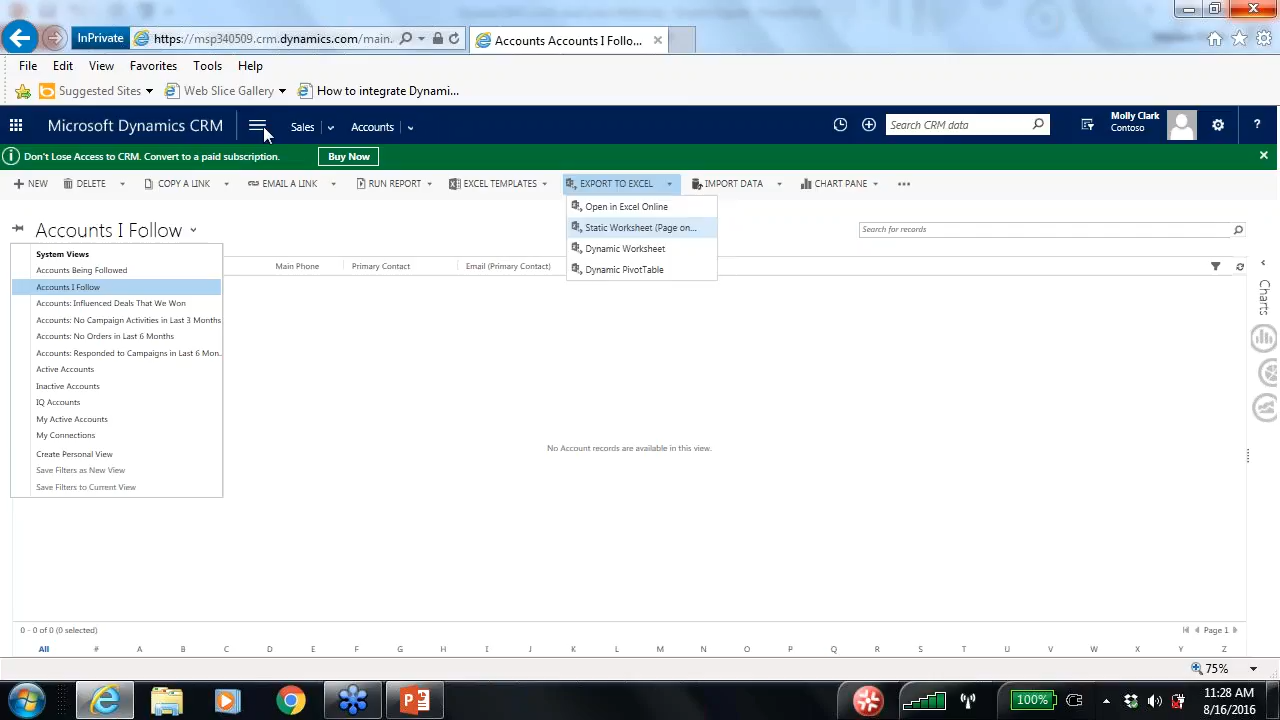 InPrivate
https://msp340509.crm.dynamics.com/main.
Accounts Accounts I Follo...
File Edit View Favorites Tools Help
Suggested Sites
Web Slice Gallery
How to integrate Dynami...
Microsoft Dynamics CRM
Sales
Accounts
Search CRM data
Molly Clark
Contoso
?
Don't Lose Access to CRM. Convert to a paid subscription.
Buy Now
NEW
DELETE
COPY A LINK
EMAIL A LINK
RUN REPORT
EXCEL TEMPLATES
EXPORT TO EXCEL
IMPORT DATA
CHART PANE
Open in Excel Online
Static Worksheet (Page on...
Dynamic Worksheet
Dynamic PivotTable
Accounts I Follow
Search for records
System Views
Accounts Being Followed
Accounts I Follow
Accounts: Influenced Deals That We Won
Accounts: No Campaign Activities in Last 3 Months
Accounts: No Orders in Last 6 Months
Accounts: Responded to Campaigns in Last 6 Mon..
Active Accounts
Inactive Accounts
IQ Accounts
My Active Accounts
My Connections
Create Personal View
Save Filters as New View
Save Filters to Current View
Main Phone
Primary Contact
Email (Primary Contact)
Charts
No Account records are available in this view.
0 - 0 of 0 (0 selected)
Page 1
All # A B C D E F G H I J K L M N O P Q R S T U V W X Y Z
75%
100%
11:28 AM
8/16/2016